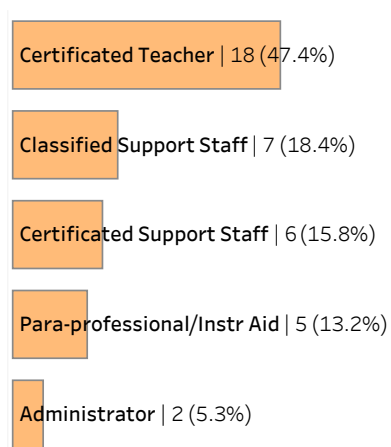 Certificated Teacher | 18 (47.4%)
Classified Support Staff | 7 (18.4%)
Certificated Support Staff | 6 (15.8%)
Para-professional/Instr Aid | 5 (13.2%)
Administrator | 2 (5.3%)